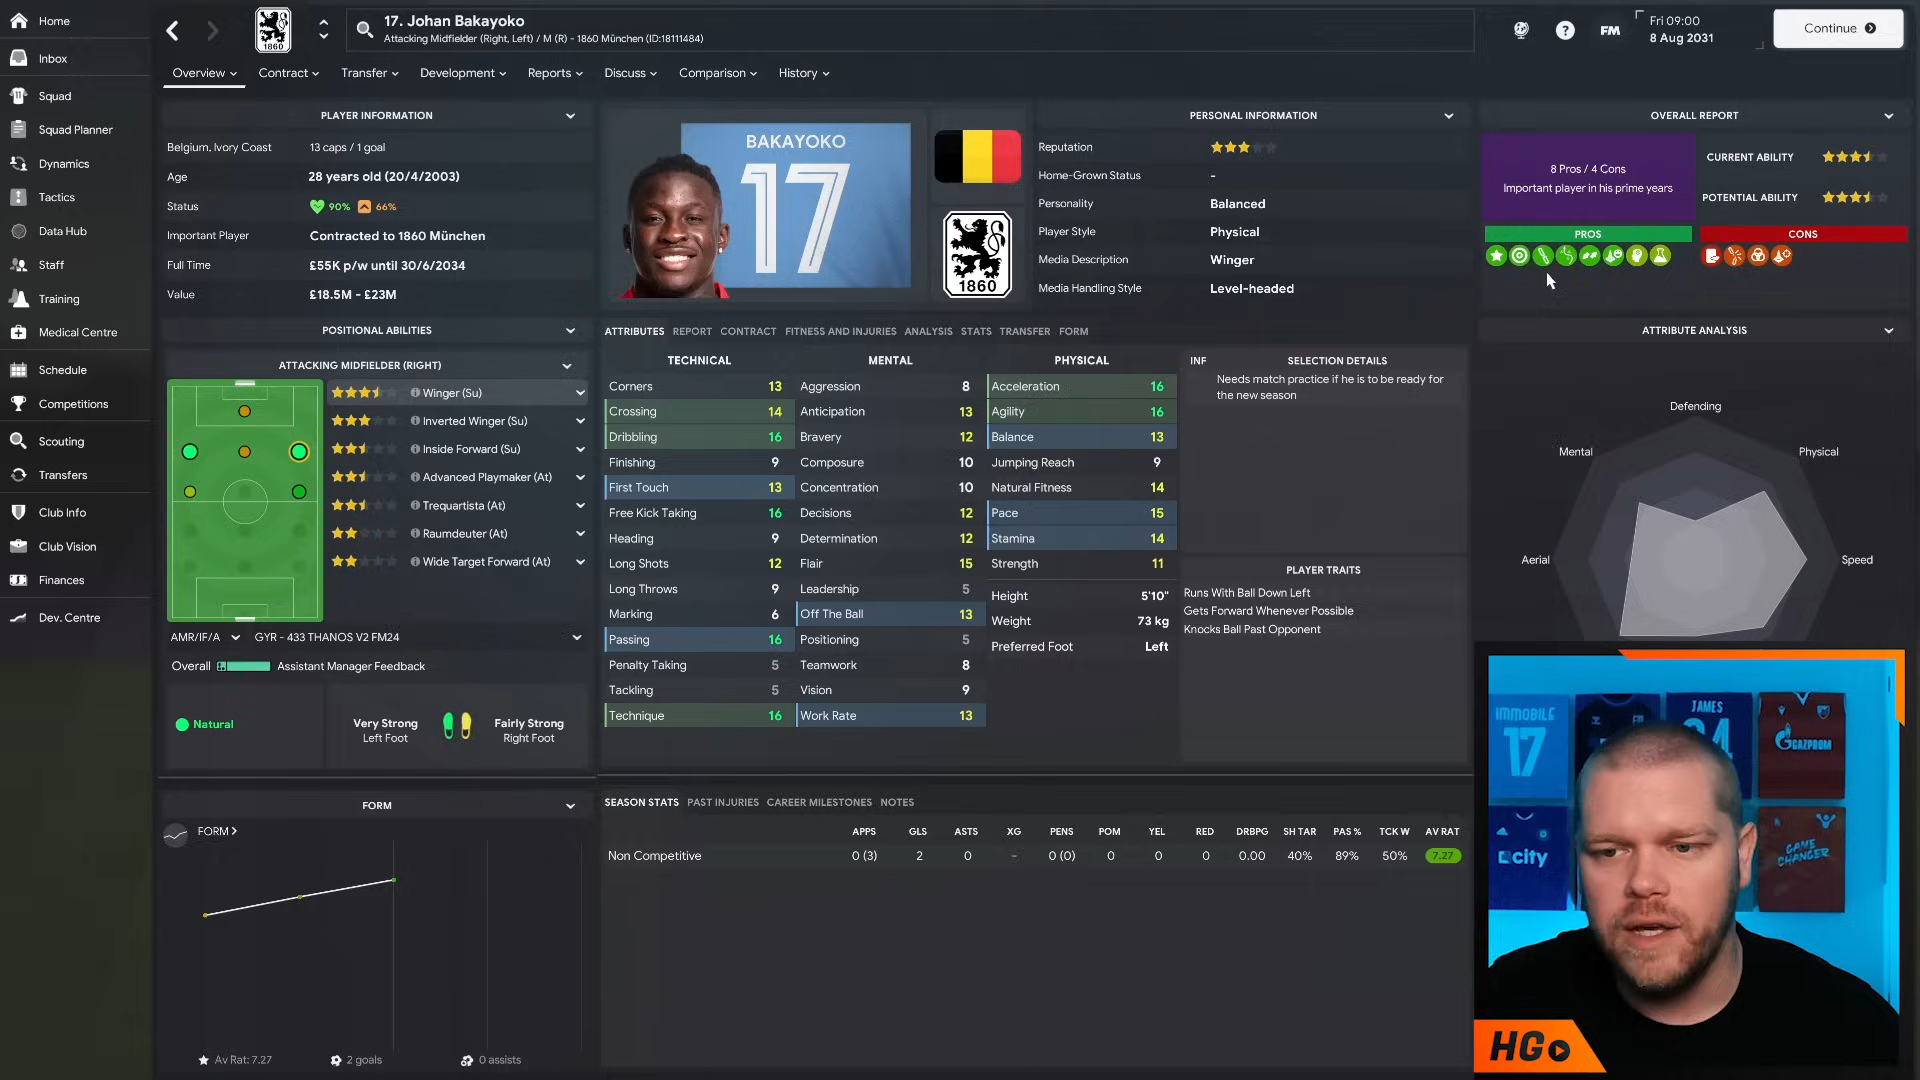 Home
Inbox
Squad
Squad Planner
Dynamics
Tactics
Data Hub
Staff
Training
Medical Centre
Schedule
Competitions
Scouting
Transfers
Club Info
Club Vision
Finances
Dev. Centre
1860
17. Johan Bakayoko
Attacking Midfielder (Right, Left) / M (R) - 1860 München (ID:18111484)
FM
Fri 09:00
8 Aug 2031
Continue
Overview
Contract
Transfer
Development
Reports
Discuss
Comparison
History
PLAYER INFORMATION
Belgium, Ivory Coast 13 caps / 1 goal
Age 28 years old (20/4/2003)
Status 90% 66%
Important Player Contracted to 1860 München
Full Time £55K p/w until 30/6/2034
Value £18.5M - £23M
BAKAYOKO
17
1860
PERSONAL INFORMATION
Reputation
Home-Grown Status -
Personality Balanced
Player Style Physical
Media Description Winger
Media Handling Style Level-headed
OVERALL REPORT
8 Pros / 4 Cons
Important player in his prime years
CURRENT ABILITY
POTENTIAL ABILITY
PROS
CONS
POSITIONAL ABILITIES
ATTACKING MIDFIELDER (RIGHT)
Winger (Su)
Inverted Winger (Su)
Inside Forward (Su)
Advanced Playmaker (At)
Trequartista (At)
Raumdeuter (At)
Wide Target Forward (At)
AMR/IF/A GYR - 433 THANOS V2 FM24
Overall Assistant Manager Feedback
Natural
Very Strong
Left Foot
Fairly Strong
Right Foot
ATTRIBUTES REPORT CONTRACT FITNESS AND INJURIES ANALYSIS STATS TRANSFER FORM
TECHNICAL
Corners 13
Crossing 14
Dribbling 16
Finishing 9
First Touch 13
Free Kick Taking 16
Heading 9
Long Shots 12
Long Throws 9
Marking 6
Passing 16
Penalty Taking 5
Tackling 5
Technique 16
MENTAL
Aggression 8
Anticipation 13
Bravery 12
Composure 10
Concentration 10
Decisions 12
Determination 12
Flair 15
Leadership 5
Off The Ball 13
Positioning 5
Teamwork 8
Vision 9
Work Rate 13
PHYSICAL
Acceleration 16
Agility 16
Balance 13
Jumping Reach 9
Natural Fitness 14
Pace 15
Stamina 14
Strength 11
Height 5'10"
Weight 73 kg
Preferred Foot Left
INF SELECTION DETAILS
Needs match practice if he is to be ready for
the new season
PLAYER TRAITS
Runs With Ball Down Left
Gets Forward Whenever Possible
Knocks Ball Past Opponent
ATTRIBUTE ANALYSIS
Defending
Mental
Physical
Aerial
Speed
FORM
FORM
Av Rat: 7.27
2 goals
0 assists
SEASON STATS PAST INJURIES CAREER MILESTONES NOTES
APPS GLS ASTS XG PENS POM YEL RED DRBPG SH TAR PAS % TCK W AV RAT
Non Competitive 0 (3) 2 0 - 0 (0) 0 0 0 0.00 40% 89% 50% 7.27
IMMOBILE
17
JAMES
24
GAZPROM
city
GAME
CHANGER
HG